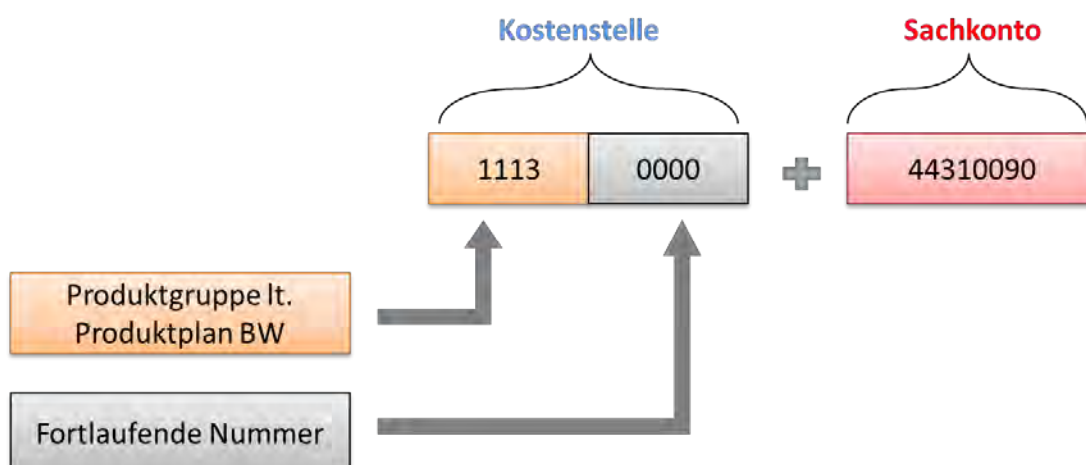 Kostenstelle
Sachkonto
1113
0000
44310090
Produktgruppe lt.
Produktplan BW
Fortlaufende Nummer